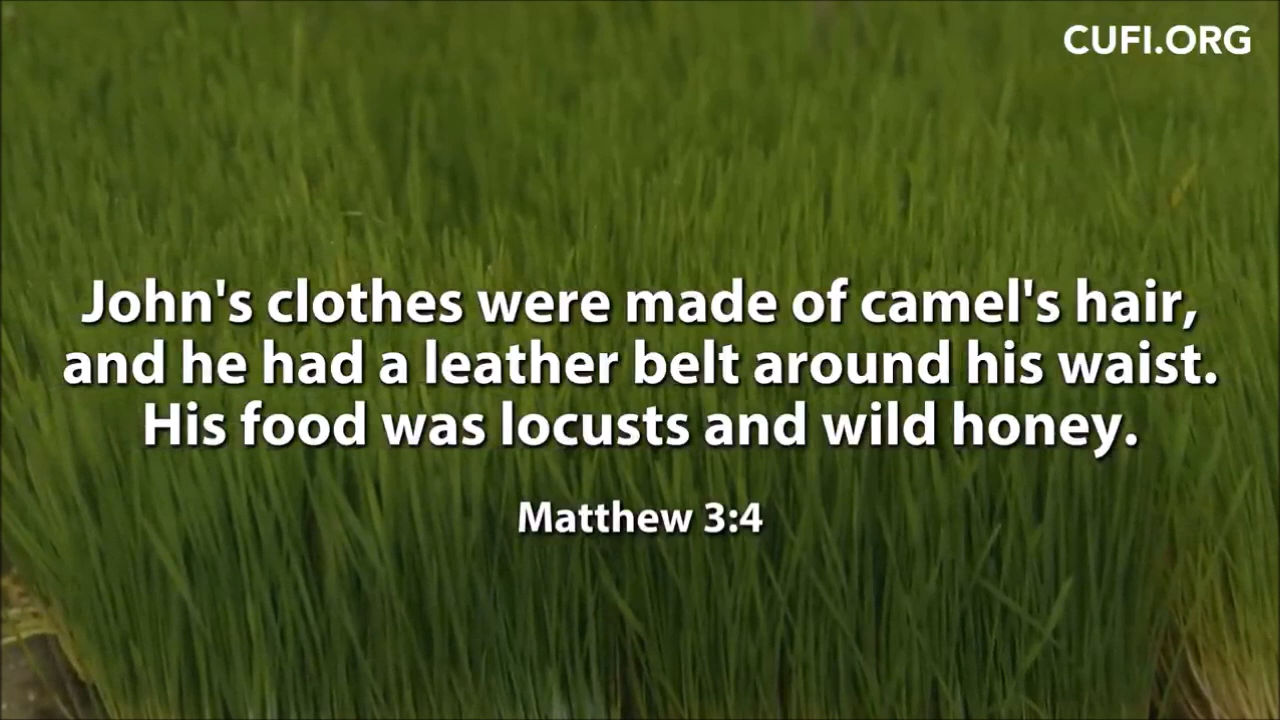 CUFI.ORG
John's clothes were made of camel's hair,
and he had a leather belt around his waist.
His food was locusts and wild honey.
Matthew 3:4